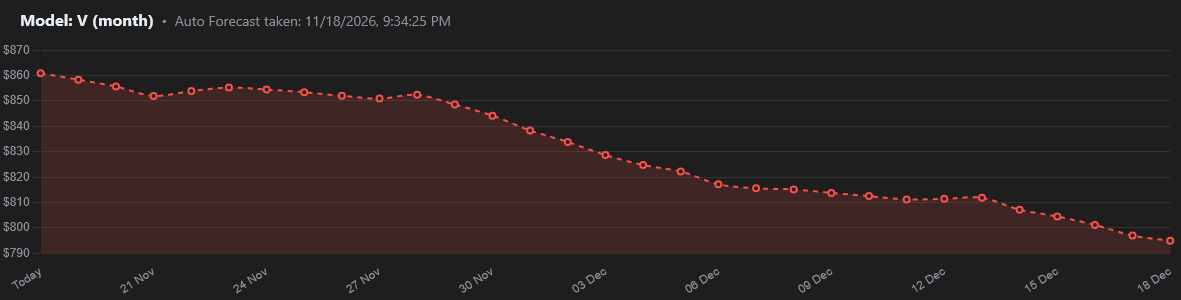 Model: V (month) • Auto Forecast taken: 11/18/2026, 9:34:25 PM
$870
$860
$850
$840
$830
$820
$810
$800
$790
Today
21 Nov
24 Nov
27 Nov
30 Nov
03 Dec
06 Dec
09 Dec
12 Dec
15 Dec
18 Dec